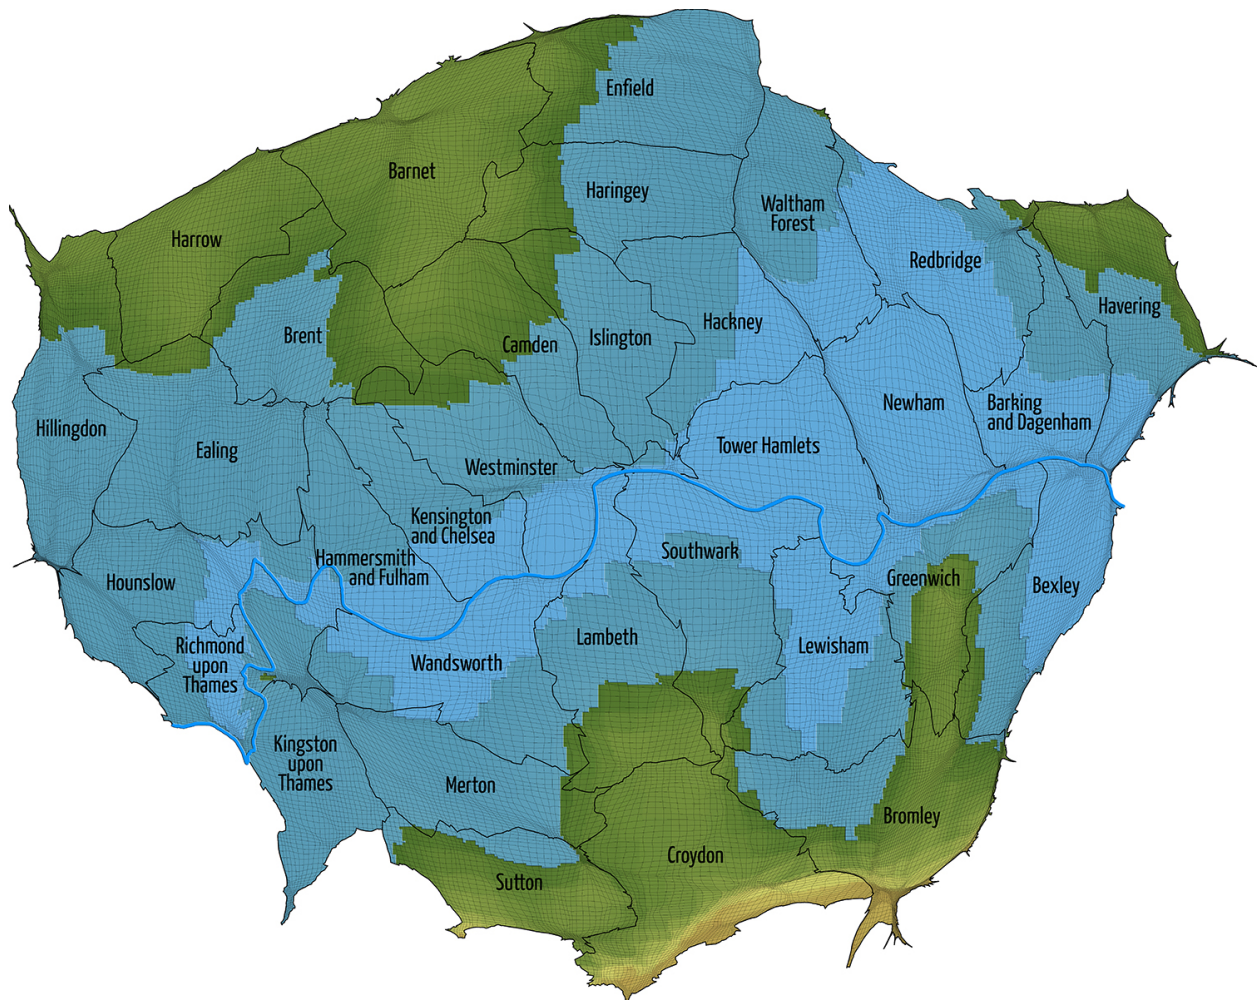 Enfield
Barnet
Haringey
Waltham
Forest
Harrow
Redbridge
Havering
Brent
Camden
Islington
Hackney
Hillingdon
Ealing
Westminster
Tower Hamlets
Newham
Barking
and Dagenham
Kensington
and Chelsea
Hammersmith
and Fulham
Hounslow
Southwark
Greenwich
Bexley
Richmond
upon
Thames
Wandsworth
Lambeth
Lewisham
Kingston
upon
Thames
Merton
Bromley
Croydon
Sutton